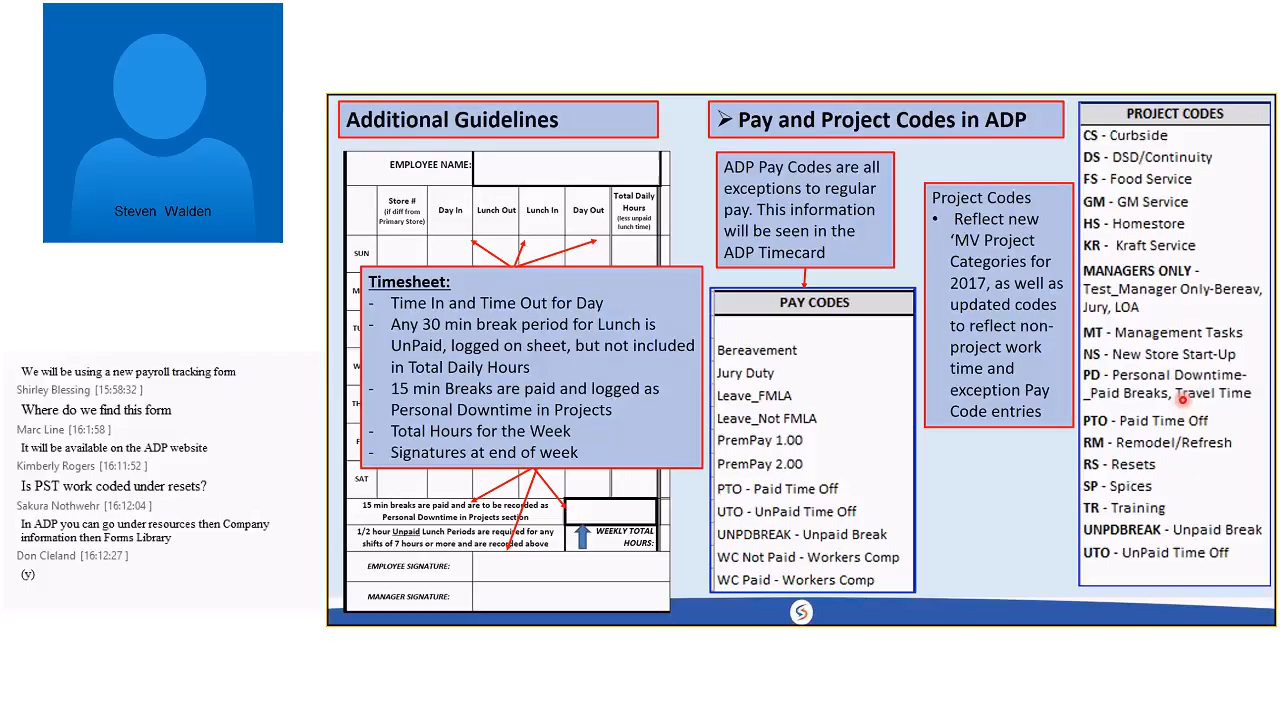 Steven Walden
We will be using a new payroll tracking form
Shirley Blessing [15:58:32 ]
Where do we find this form
Marc Line [16:1:58 ]
It will be available on the ADP website
Kimberly Rogers [16:11:52 ]
Is PST work coded under resets?
Sakura Nothwehr [16:12:04 ]
In ADP you can go under resources then Company
information then Forms Library
Don Cleland [16:12:27 ]
(y)
Additional Guidelines
EMPLOYEE NAME:
Store #
(if diff from
Primary Store)
Day In
Lunch Out
Lunch In
Day Out
Total Daily
Hours
(less unpaid
lunch time)
SUN
Timesheet:
- Time In and Time Out for Day
- Any 30 min break period for Lunch is
UnPaid, logged on sheet, but not included
in Total Daily Hours
- 15 min Breaks are paid and logged as
Personal Downtime in Projects
- Total Hours for the Week
- Signatures at end of week
SAT
15 min breaks are paid and are to be recorded as
Personal Downtime in Projects section
1/2 hour Unpaid Lunch Periods are required for any
shifts of 7 hours or more and are recorded above
WEEKLY TOTAL
HOURS:
EMPLOYEE SIGNATURE:
MANAGER SIGNATURE:
➢ Pay and Project Codes in ADP
ADP Pay Codes are all
exceptions to regular
pay. This information
will be seen in the
ADP Timecard
PAY CODES
Bereavement
Jury Duty
Leave_FMLA
Leave_Not FMLA
PremPay 1.00
PremPay 2.00
PTO - Paid Time Off
UTO - UnPaid Time Off
UNPDBREAK - Unpaid Break
WC Not Paid - Workers Comp
WC Paid - Workers Comp
Project Codes
• Reflect new
‘MV Project
Categories for
2017, as well as
updated codes
to reflect non-
project work
time and
exception Pay
Code entries
PROJECT CODES
CS - Curbside
DS - DSD/Continuity
FS - Food Service
GM - GM Service
HS - Homestore
KR - Kraft Service
MANAGERS ONLY -
Test_Manager Only-Bereav,
Jury, LOA
MT - Management Tasks
NS - New Store Start-Up
PD - Personal Downtime-
_Paid Breaks, Travel Time
PTO - Paid Time Off
RM - Remodel/Refresh
RS - Resets
SP - Spices
TR - Training
UNPDBREAK - Unpaid Break
UTO - UnPaid Time Off